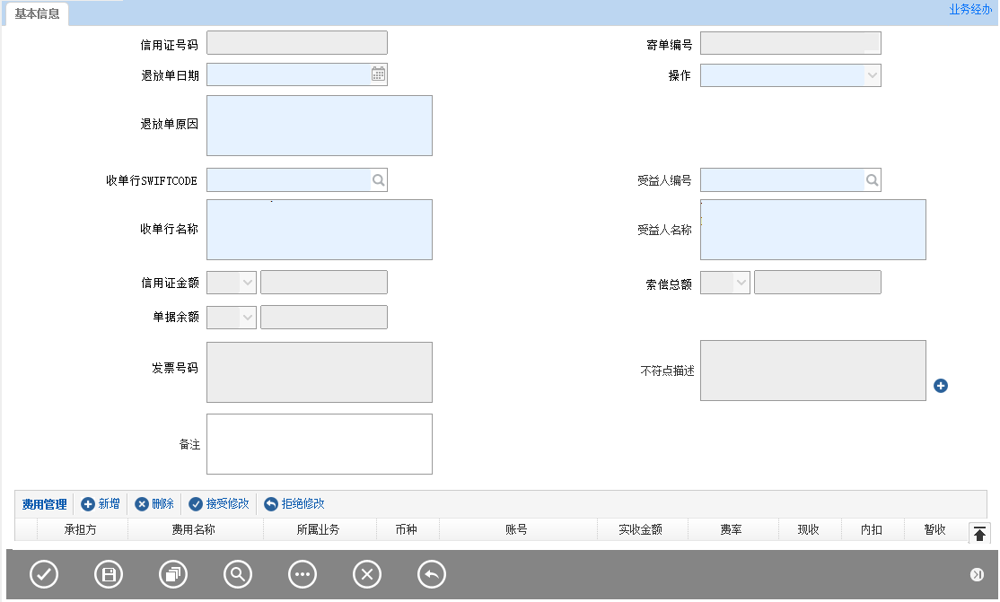 基本信息
业务经办
信用证号码
寄单编号
退放单日期
操作
退放单原因
收单行SWIFTCODE
受益人编号
收单行名称
受益人名称
信用证金额
索偿总额
单据余额
发票号码
不符点描述
备注
费用管理 新增 删除 接受修改 拒绝修改
承担方 费用名称 所属业务 币种 账号 实收金额 费率 现收 内扣 暂收